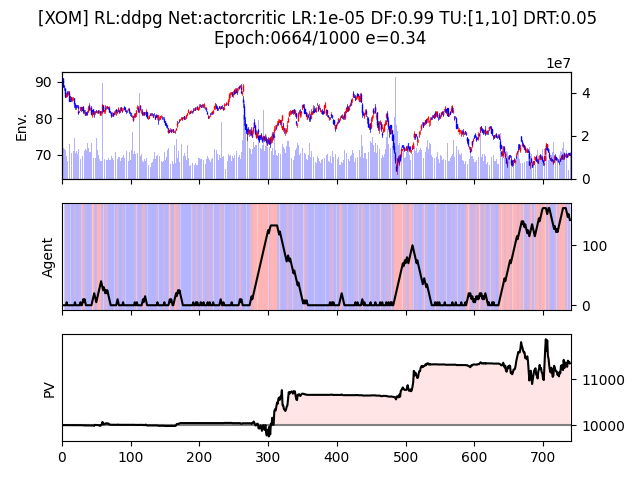 [XOM] RL:ddpg Net:actorcritic LR:1e-05 DF:0.99 TU:[1,10] DRT:0.05
Epoch:0664/1000 e=0.34
1e7
90
80
70
Env.
4
2
0
Agent
100
0
PV
11000
10000
0 100 200 300 400 500 600 700